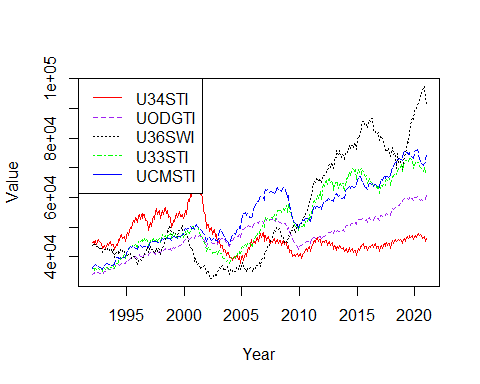 U34STI
UODGTI
U36SWI
U33STI
UCMSTI
Value
4e+04
6e+04
8e+04
1e+05
1995
2000
2005
2010
2015
2020
Year